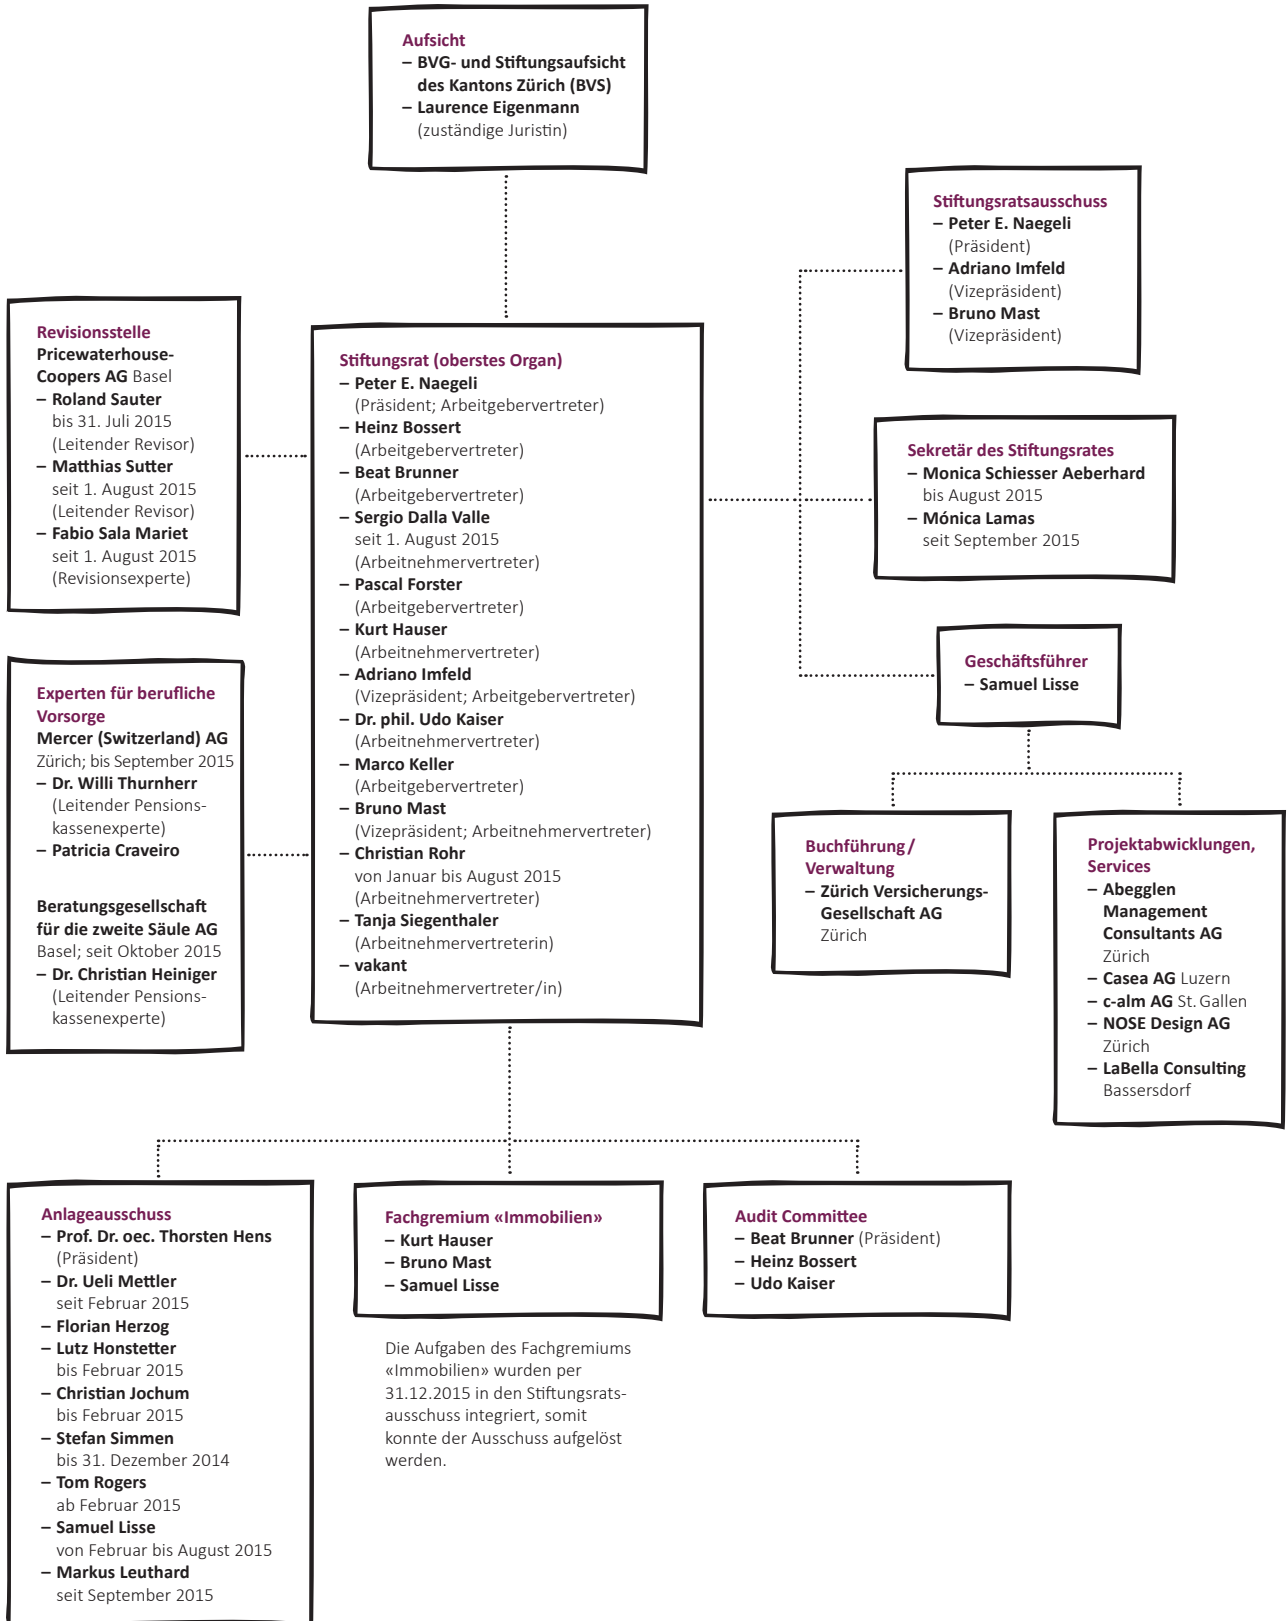 Aufsicht
– BVG- und Stiftungsaufsicht
des Kantons Zürich (BVS)
– Laurence Eigenmann
(zuständige Juristin)
Stiftungsratsausschuss
– Peter E. Naegeli
(Präsident)
– Adriano Imfeld
(Vizepräsident)
– Bruno Mast
(Vizepräsident)
Revisionsstelle
Pricewaterhouse-
Coopers AG Basel
– Roland Sauter
bis 31. Juli 2015
(Leitender Revisor)
– Matthias Sutter
seit 1. August 2015
(Leitender Revisor)
– Fabio Sala Mariet
seit 1. August 2015
(Revisionsexperte)
Stiftungsrat (oberstes Organ)
– Peter E. Naegeli
(Präsident; Arbeitgebervertreter)
– Heinz Bossert
(Arbeitgebervertreter)
– Beat Brunner
(Arbeitgebervertreter)
– Sergio Dalla Valle
seit 1. August 2015
(Arbeitnehmervertreter)
– Pascal Forster
(Arbeitgebervertreter)
– Kurt Hauser
(Arbeitnehmervertreter)
– Adriano Imfeld
(Vizepräsident; Arbeitgebervertreter)
– Dr. phil. Udo Kaiser
(Arbeitnehmervertreter)
– Marco Keller
(Arbeitgebervertreter)
– Bruno Mast
(Vizepräsident; Arbeitnehmervertreter)
– Christian Rohr
von Januar bis August 2015
(Arbeitnehmervertreter)
– Tanja Siegenthaler
(Arbeitnehmervertreterin)
– vakant
(Arbeitnehmervertreter/in)
Sekretär des Stiftungsrates
– Monica Schiesser Aeberhard
bis August 2015
– Mónica Lamas
seit September 2015
Geschäftsführer
– Samuel Lisse
Experten für berufliche
Vorsorge
Mercer (Switzerland) AG
Zürich; bis September 2015
– Dr. Willi Thurnherr
(Leitender Pensions-
kassenexperte)
– Patricia Craveiro
Beratungsgesellschaft
für die zweite Säule AG
Basel; seit Oktober 2015
– Dr. Christian Heiniger
(Leitender Pensions-
kassenexperte)
Buchführung /
Verwaltung
– Zürich Versicherungs-
Gesellschaft AG
Zürich
Projektabwicklungen,
Services
– Abegglen
Management
Consultants AG
Zürich
– Casea AG Luzern
– c-alm AG St. Gallen
– NOSE Design AG
Zürich
– LaBella Consulting
Bassersdorf
Anlageausschuss
– Prof. Dr. oec. Thorsten Hens
(Präsident)
– Dr. Ueli Mettler
seit Februar 2015
– Florian Herzog
– Lutz Honstetter
bis Februar 2015
– Christian Jochum
bis Februar 2015
– Stefan Simmen
bis 31. Dezember 2014
– Tom Rogers
ab Februar 2015
– Samuel Lisse
von Februar bis August 2015
– Markus Leuthard
seit September 2015
Fachgremium «Immobilien»
– Kurt Hauser
– Bruno Mast
– Samuel Lisse
Die Aufgaben des Fachgremiums
«Immobilien» wurden per
31.12.2015 in den Stiftungsrats-
ausschuss integriert, somit
konnte der Ausschuss aufgelöst
werden.
Audit Committee
– Beat Brunner (Präsident)
– Heinz Bossert
– Udo Kaiser